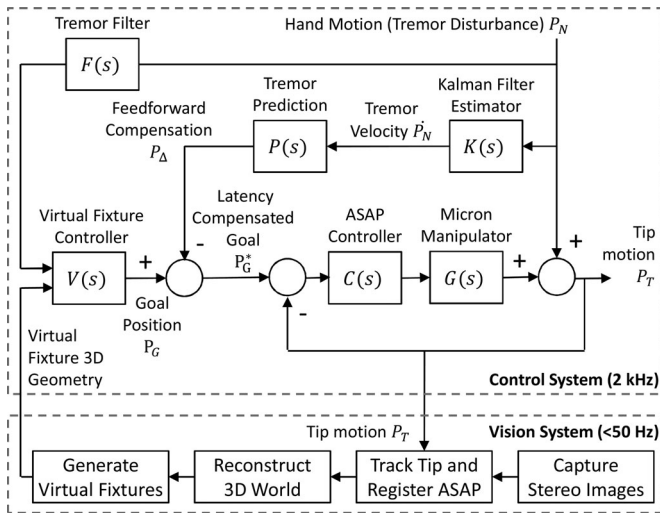 Tremor Filter
Hand Motion (Tremor Disturbance) P_N
F(s)
Feedforward
Compensation
P_Δ
Tremor
Prediction
P(s)
Tremor
Velocity Ṗ_N
Kalman Filter
Estimator
K(s)
Virtual Fixture
Controller
V(s)
+
-
Goal
Position
P_G
Latency
Compensated
Goal
P_G^*
-
ASAP
Controller
C(s)
Micron
Manipulator
G(s)
+
+
Tip
motion
P_T
Virtual
Fixture 3D
Geometry
Control System (2 kHz)
Tip motion P_T
Vision System (<50 Hz)
Generate
Virtual Fixtures
Reconstruct
3D World
Track Tip and
Register ASAP
Capture
Stereo Images